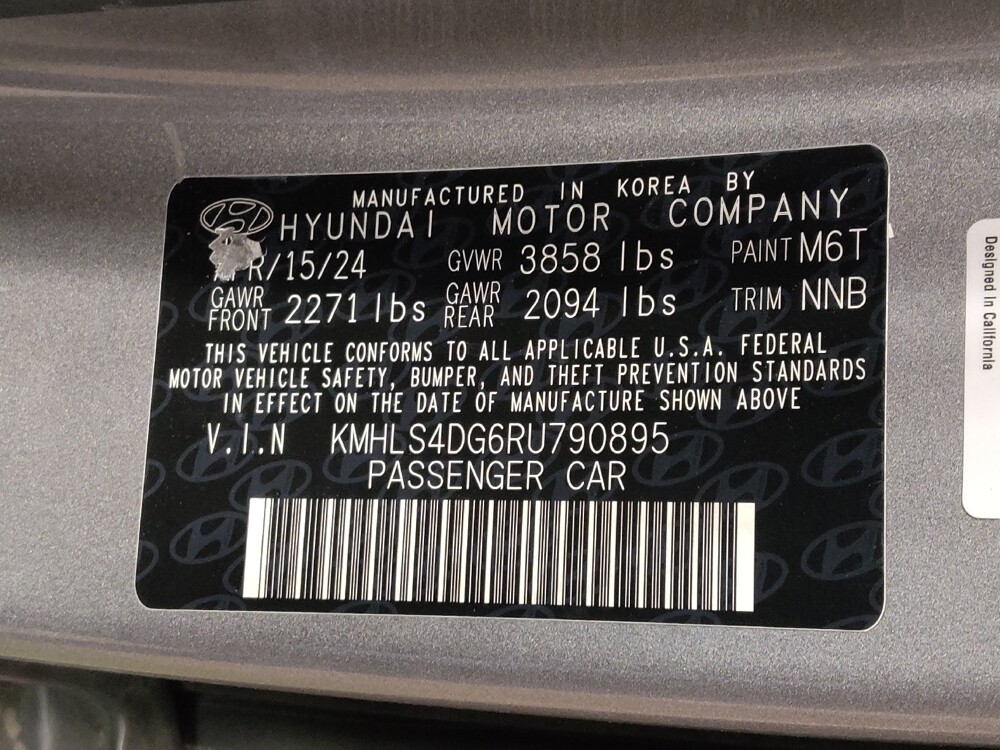 MANUFACTURED IN KOREA BY
HYUNDAI MOTOR COMPANY
APR/15/24 GVWR 3858 lbs PAINT M6T
GAWR FRONT 2271 lbs GAWR REAR 2094 lbs TRIM NNB
THIS VEHICLE CONFORMS TO ALL APPLICABLE U.S.A. FEDERAL
MOTOR VEHICLE SAFETY, BUMPER, AND THEFT PREVENTION STANDARDS
IN EFFECT ON THE DATE OF MANUFACTURE SHOWN ABOVE
V.I.N KMHLS4DG6RU790895
PASSENGER CAR
Designed in California